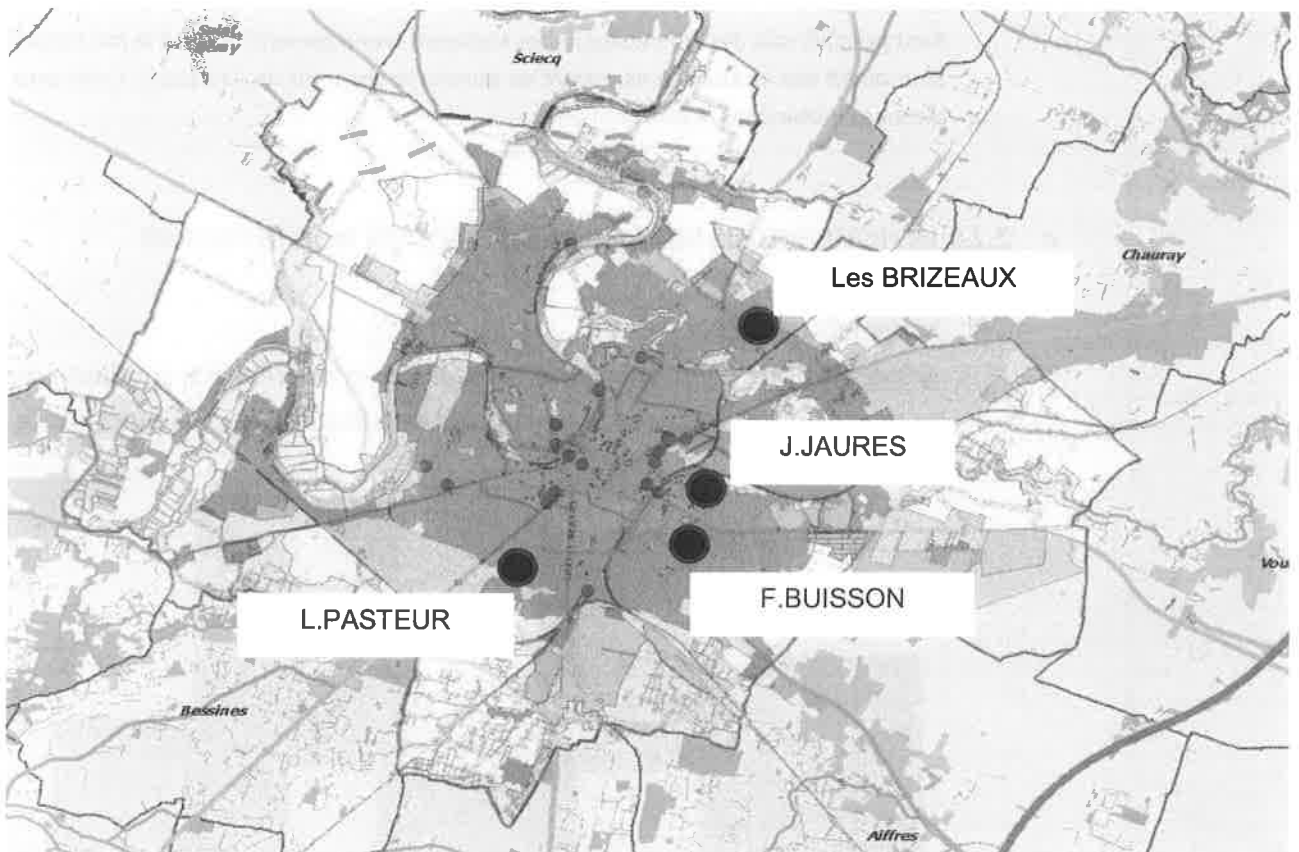 Sciecq
Chauray
Les BRIZEAUX
J.JAURES
F.BUISSON
L.PASTEUR
Vou
Bessines
Aiffres